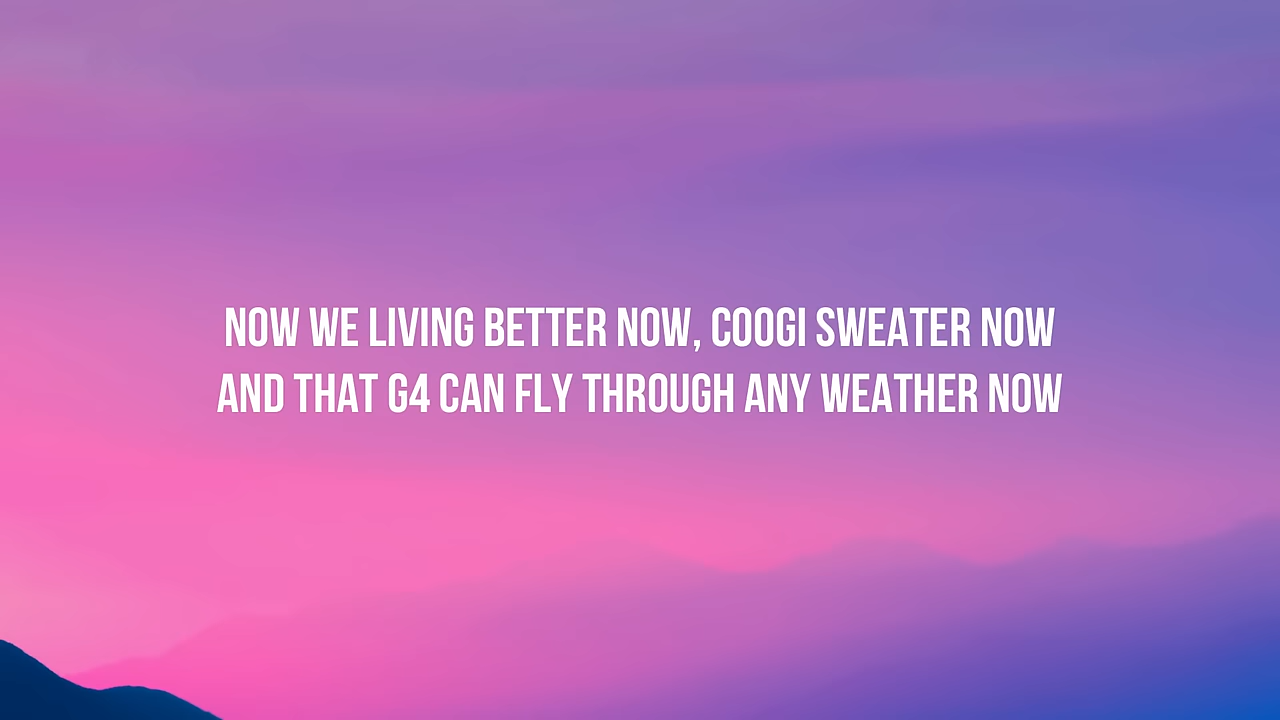 NOW WE LIVING BETTER NOW, COOGI SWEATER NOW
AND THAT G4 CAN FLY THROUGH ANY WEATHER NOW